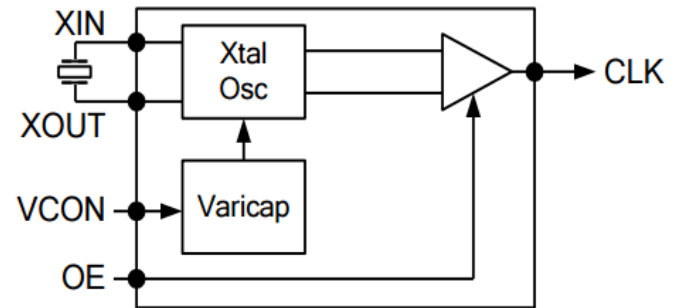 XIN
Xtal
Osc
CLK
XOUT
VCON
Varicap
OE